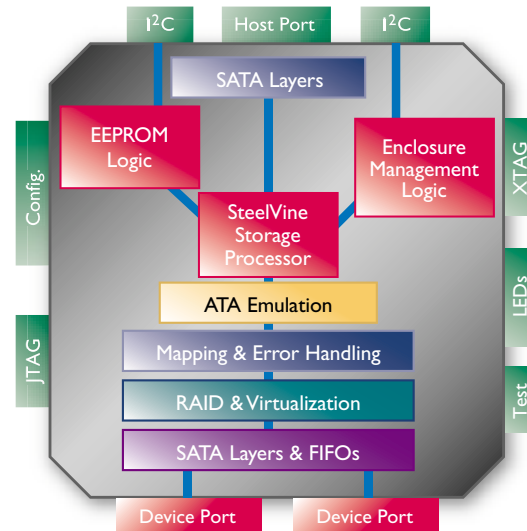 I²C
Host Port
I²C
SATA Layers
EEPROM
Logic
Enclosure
Management
Logic
Config.
XTAG
SteelVine
Storage
Processor
ATA Emulation
LEDs
Mapping & Error Handling
JTAG
RAID & Virtualization
Test
SATA Layers & FIFOs
Device Port
Device Port